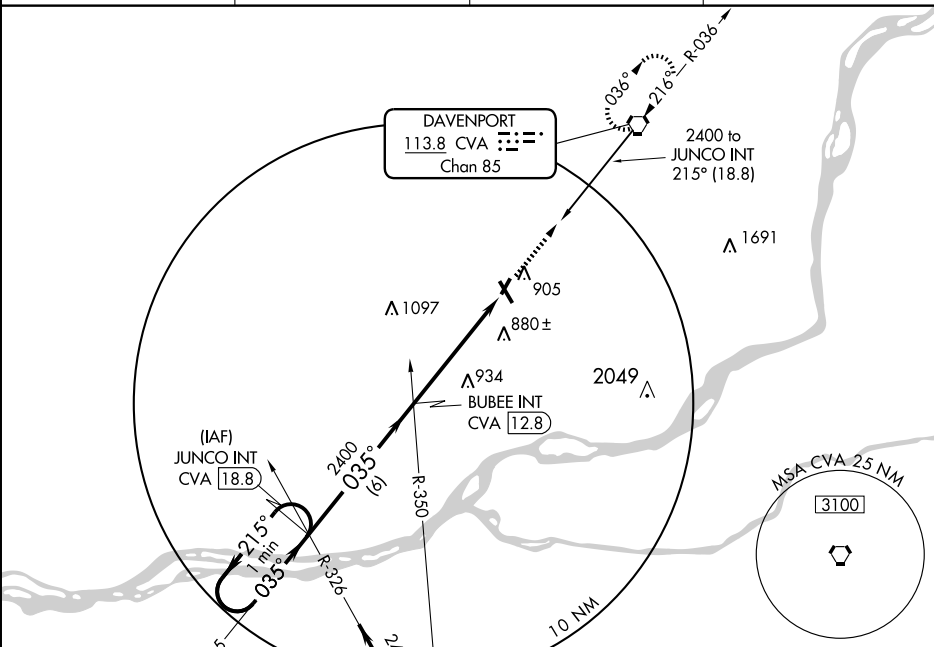 R-036
036°
216°
DAVENPORT
113.8 CVA
Chan 85
2400 to
JUNCO INT
215° (18.8)
1691
905
1097
880±
934
2049
BUBEE INT
CVA 12.8
(IAF)
JUNCO INT
CVA 18.8
2400
035°
(6)
R-350
MSA CVA 25 NM
3100
215°
1 min
035°
R-326
10 NM